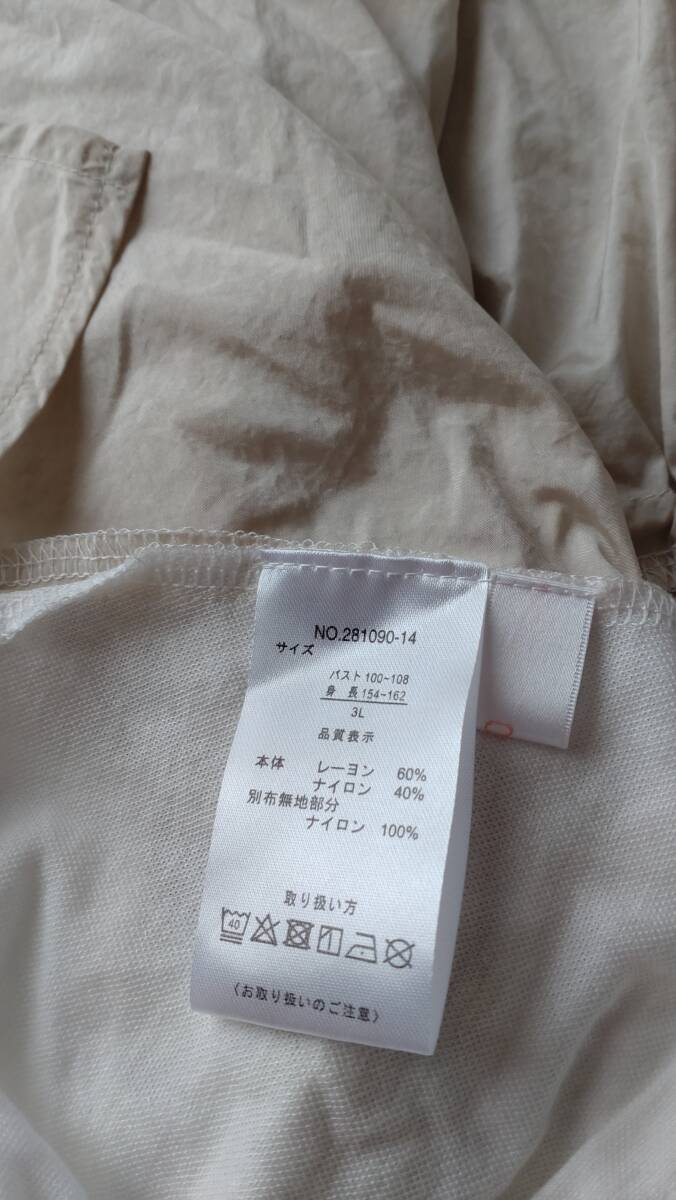 NO.281090-14
サイズ
バスト 100~108
身 長 154~162
3L
品質表示
本体 レーヨン 60%
ナイロン 40%
別布無地部分
ナイロン 100%
取り扱い方
40
〈お取り扱いのご注意〉